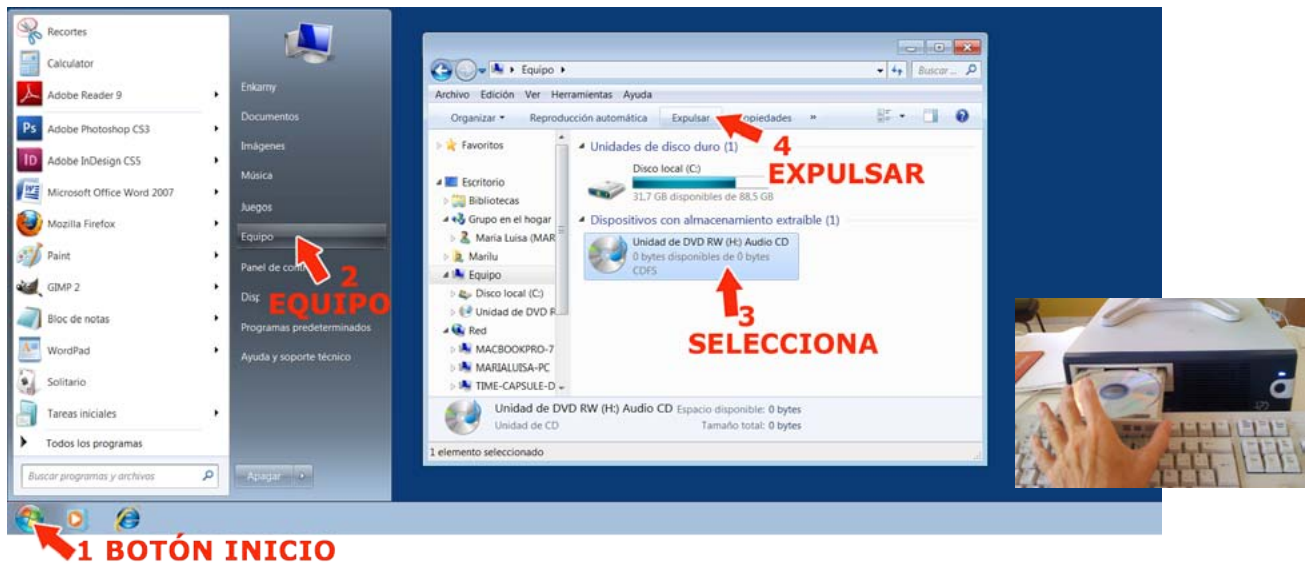 Recortes
Calculator
Adobe Reader 9
Adobe Photoshop CS3
Adobe InDesign CS5
Microsoft Office Word 2007
Mozilla Firefox
Paint
GIMP 2
Bloc de notas
WordPad
Solitario
Tareas iniciales
Todos los programas
Buscar programas y archivos
Enkarny
Documentos
Imágenes
Música
Juegos
Equipo
Panel de
2
EQUIPO
Programas predeterminados
Ayuda y soporte técnico
Apagar
1 BOTÓN INICIO
Equipo
Buscar...
Archivo Edición Ver Herramientas Ayuda
Organizar Reproducción automática Expulsar
4
EXPULSAR
Favoritos
Escritorio
Bibliotecas
Grupo en el hogar
Maria Luisa (MAR
Marilu
Equipo
Disco local (C:)
Unidad de DVD R
Red
MACBOOKPRO-7
MARIALUISA-PC
TIME-CAPSULE-D
Unidades de disco duro (1)
Disco local (C:)
31,7 GB disponibles de 88,5 GB
Dispositivos con almacenamiento extraíble (1)
Unidad de DVD RW (H:) Audio CD
0 bytes disponibles de 0 bytes
CDFS
3
SELECCIONA
Unidad de DVD RW (H:) Audio CD Espacio disponible: 0 bytes
Unidad de CD Tamaño total: 0 bytes
1 elemento seleccionado